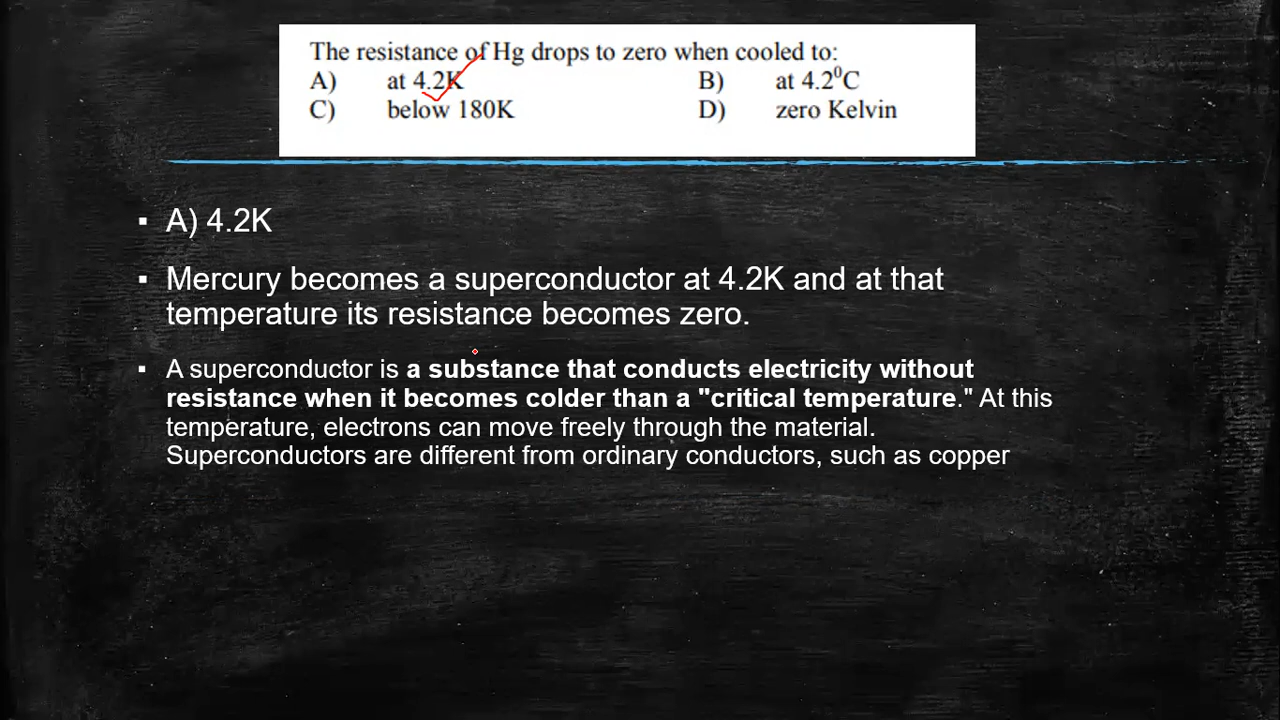 The resistance of Hg drops to zero when cooled to:
A) at 4.2K B) at 4.2⁰C
C) below 180K D) zero Kelvin
▪ A) 4.2K
▪ Mercury becomes a superconductor at 4.2K and at that
temperature its resistance becomes zero.
▪ A superconductor is a substance that conducts electricity without
resistance when it becomes colder than a "critical temperature." At this
temperature, electrons can move freely through the material.
Superconductors are different from ordinary conductors, such as copper